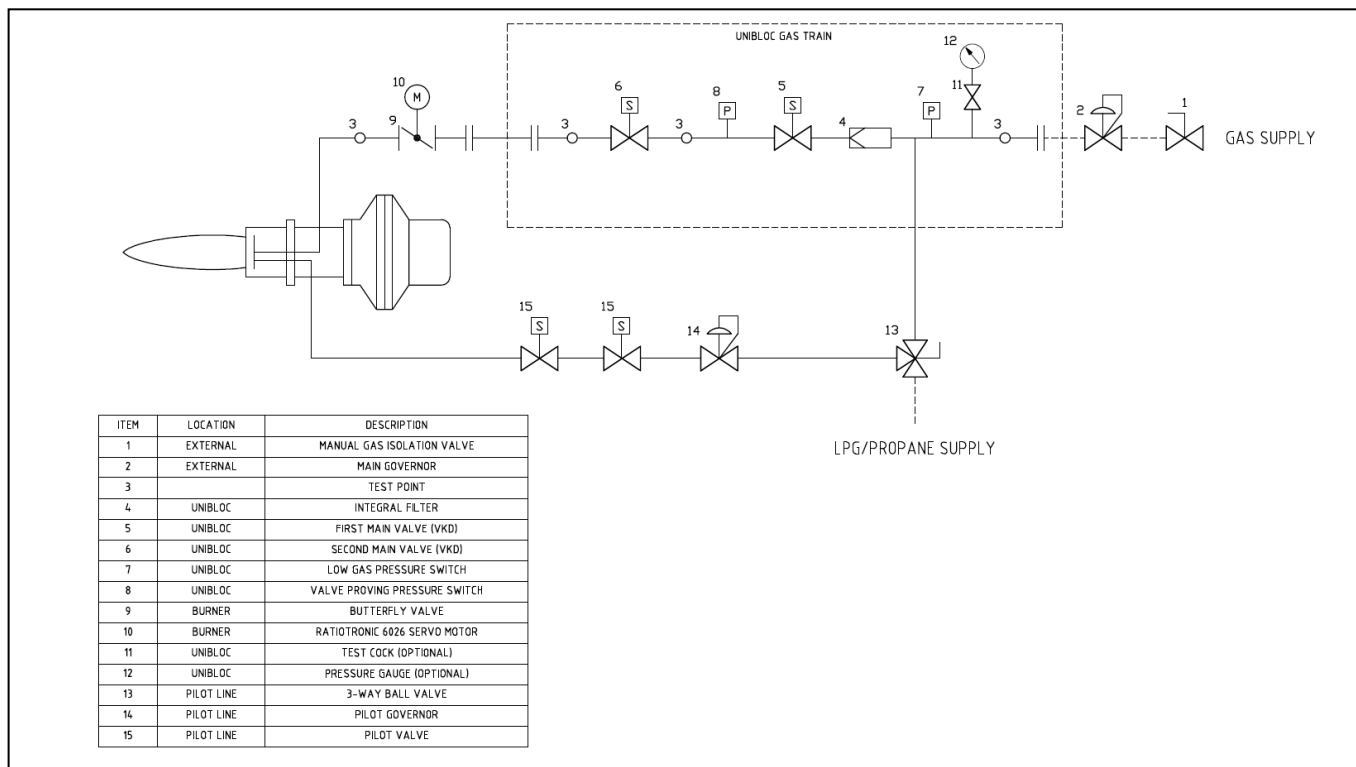 UNIBLOC GAS TRAIN
12
10
6
8
5
7
11
2
1
M
S
P
S
P
3
9
3
3
4
3
GAS SUPPLY
15
15
14
13
S
S
LPG/PROPANE SUPPLY
ITEM LOCATION DESCRIPTION
1 EXTERNAL MANUAL GAS ISOLATION VALVE
2 EXTERNAL MAIN GOVERNOR
3 TEST POINT
4 UNIBLOC INTEGRAL FILTER
5 UNIBLOC FIRST MAIN VALVE (VKD)
6 UNIBLOC SECOND MAIN VALVE (VKD)
7 UNIBLOC LOW GAS PRESSURE SWITCH
8 UNIBLOC VALVE PROVING PRESSURE SWITCH
9 BURNER BUTTERFLY VALVE
10 BURNER RATIOTRONIC 6026 SERVO MOTOR
11 UNIBLOC TEST COCK (OPTIONAL)
12 UNIBLOC PRESSURE GAUGE (OPTIONAL)
13 PILOT LINE 3-WAY BALL VALVE
14 PILOT LINE PILOT GOVERNOR
15 PILOT LINE PILOT VALVE